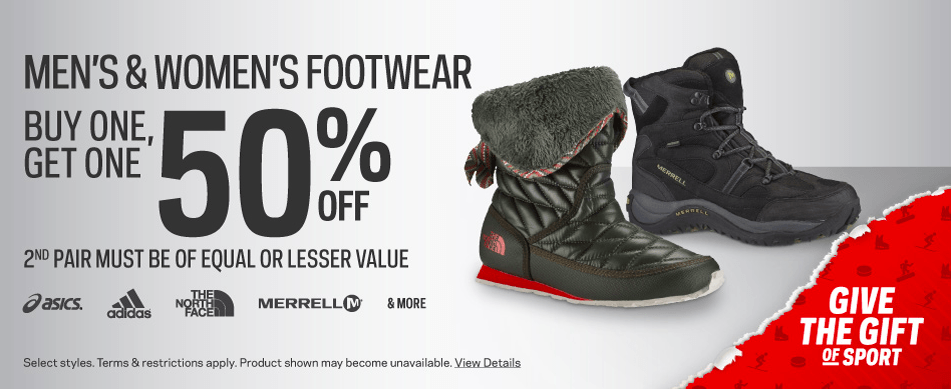 MEN'S & WOMEN'S FOOTWEAR
BUY ONE,
GET ONE
50%
OFF
2ND PAIR MUST BE OF EQUAL OR LESSER VALUE
asics.
adidas
THE
NORTH
FACE
MERRELL M
& MORE
Select styles. Terms & restrictions apply. Product shown may become unavailable. View Details
MERRELL
MERRELL
GIVE
THE GIFT
OF SPORT